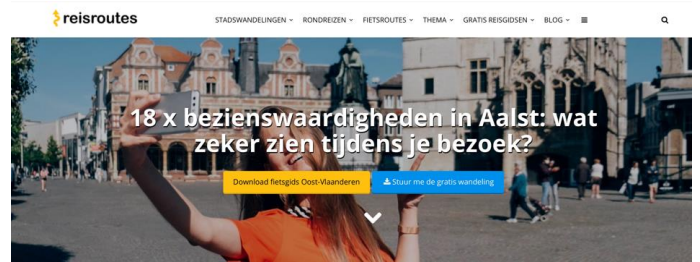 reisroutes
STADSWANDELINGEN RONDREIZEN FIETSROUTES THEMA GRATIS REISGIDSEN BLOG
18 x bezienswaardigheden in Aalst: wat
zeker zien tijdens je bezoek?
Download fietsgids Oost-Vlaanderen Stuur me de gratis wandeling